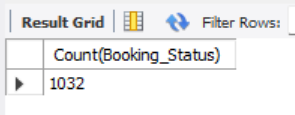 Result Grid Filter Rows:
Count(Booking_Status)
1032